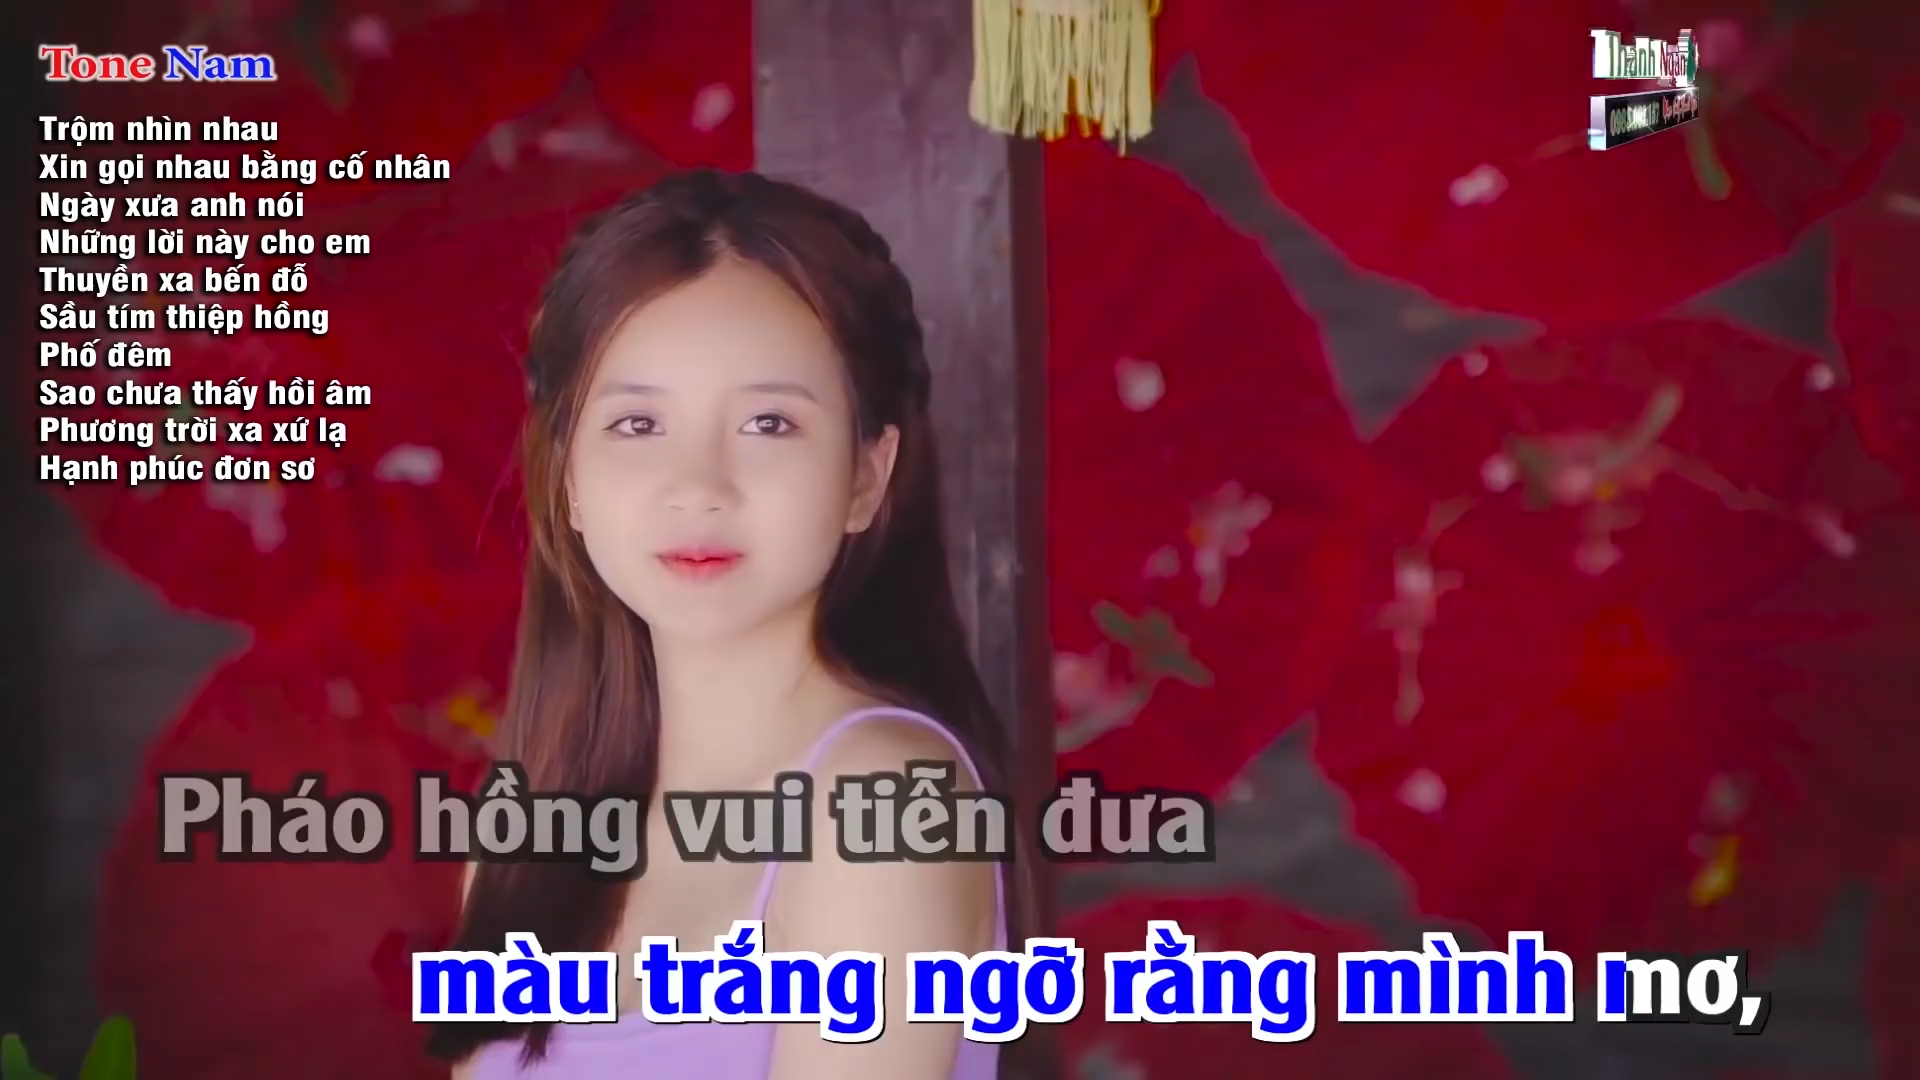 Tone Nam
Trộm nhìn nhau
Xin gọi nhau bằng cố nhân
Ngày xưa anh nói
Những lời này cho em
Thuyền xa bến đỗ
Sầu tím thiệp hồng
Phố đêm
Sao chưa thấy hồi âm
Phương trời xa xứ lạ
Hạnh phúc đơn sơ
Thanh Ngân
Pháo hồng vui tiễn đưa
màu trắng ngỡ rằng mình mơ,